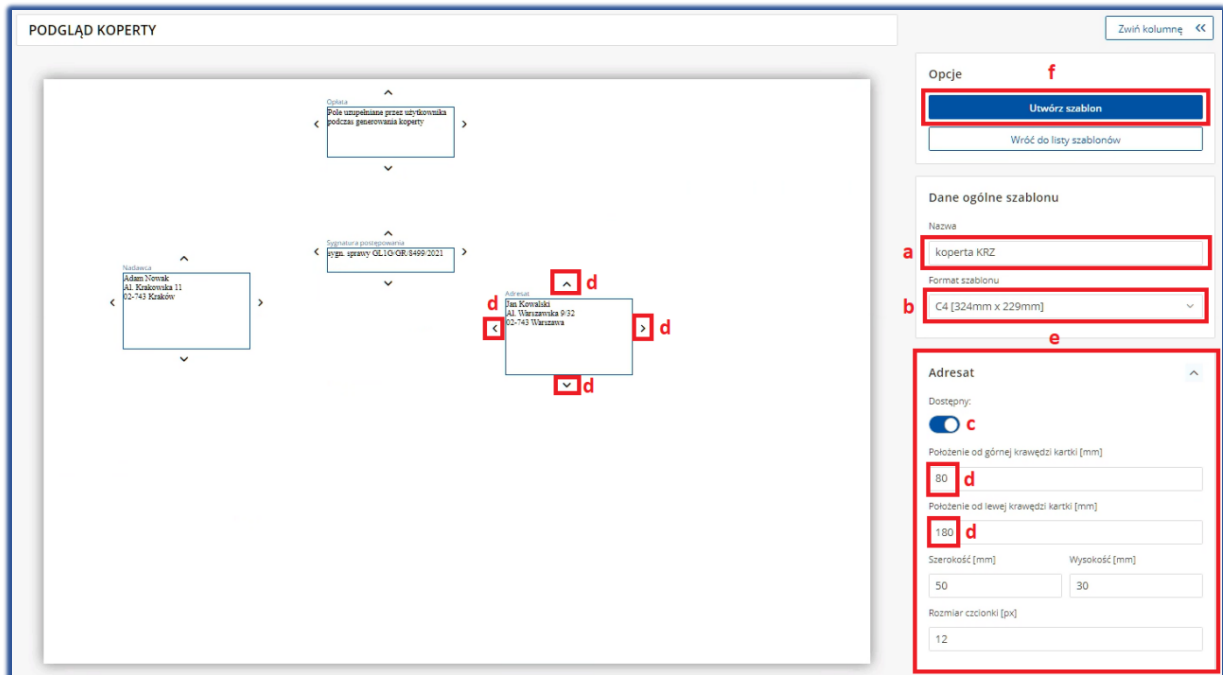 PODGLĄD KOPERTY
Zwiń kolumnę
Opłata
Pole uzupełniane przez użytkownika
podczas generowania koperty
Sygnatura postępowania
sygn. sprawy GL1G/GR/8499/2021
Nadawca
Adam Nowak
Al. Krakowska 11
02-743 Kraków
Adresat
Jan Kowalski
Al. Warszawska 9/32
02-743 Warszawa
d
d
d
d
Opcje
f
Utwórz szablon
Wróć do listy szablonów
Dane ogólne szablonu
Nazwa
a
koperta KRZ
Format szablonu
b
C4 [324mm x 229mm]
e
Adresat
Dostępny:
c
Położenie od górnej krawędzi kartki [mm]
80 d
Położenie od lewej krawędzi kartki [mm]
180 d
Szerokość [mm] Wysokość [mm]
50 30
Rozmiar czcionki [px]
12